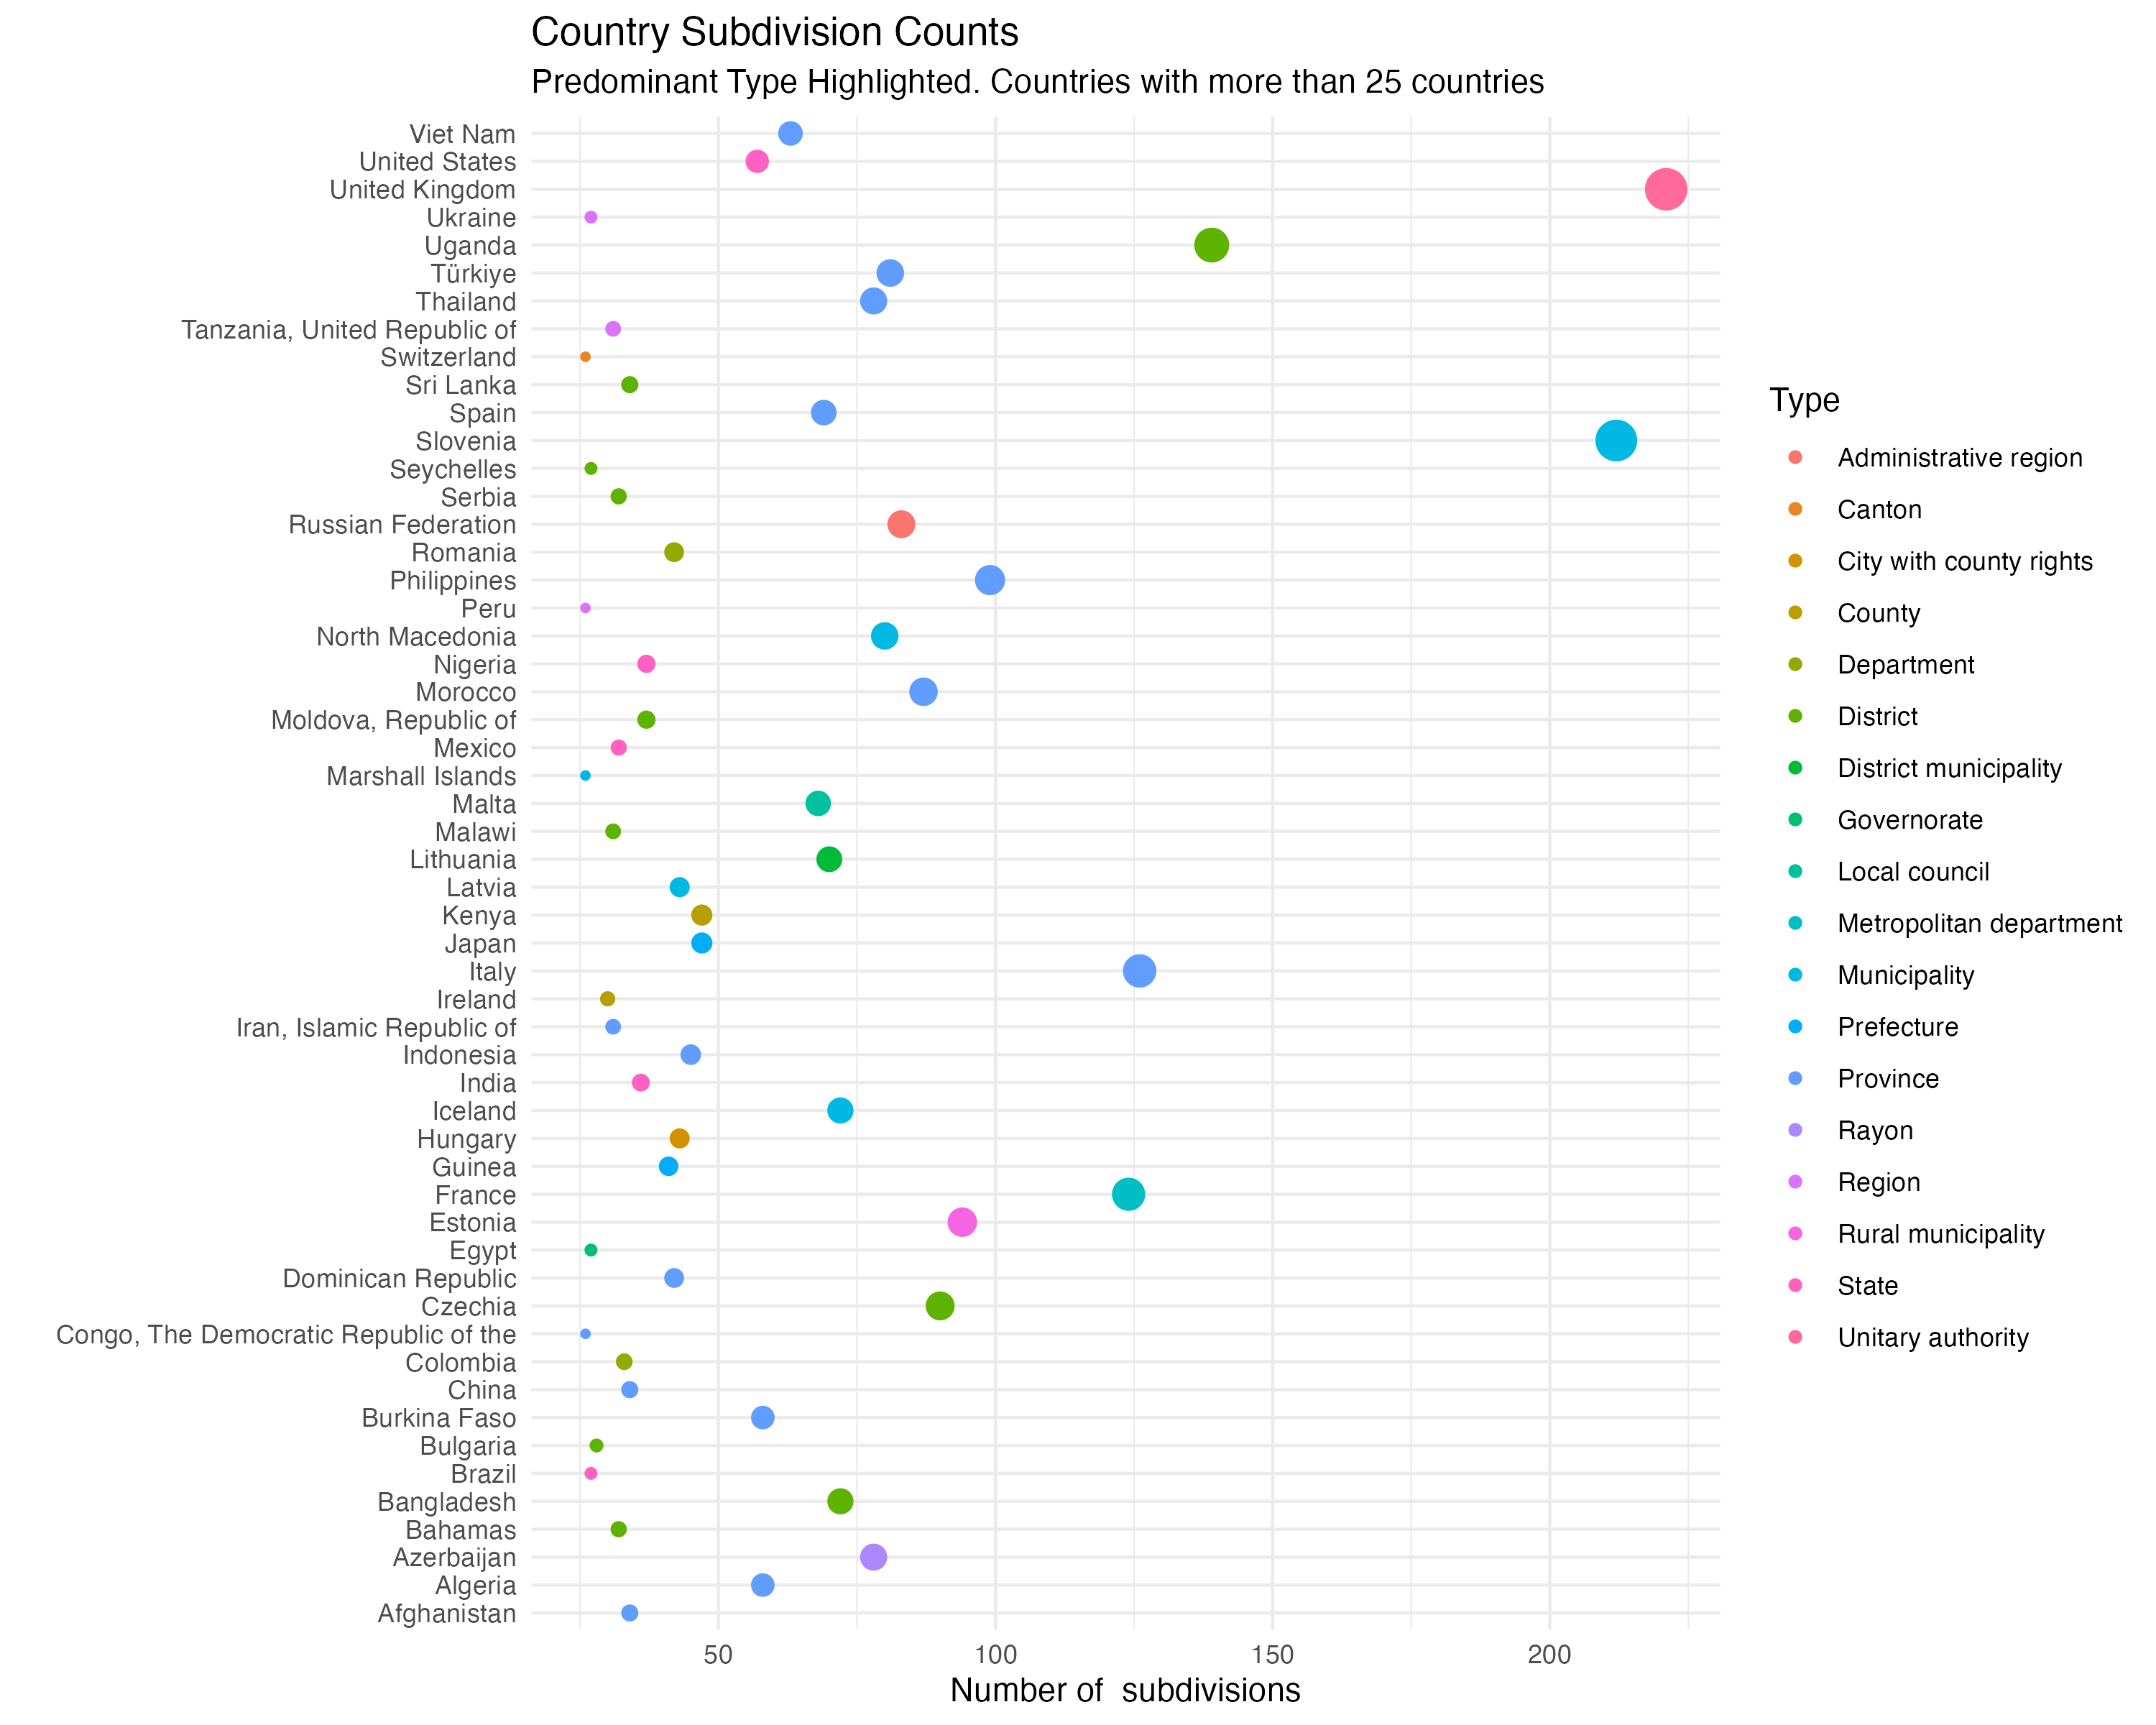 Country Subdivision Counts
Predominant Type Highlighted. Countries with more than 25 countries
Viet Nam
United States
United Kingdom
Ukraine
Uganda
Türkiye
Thailand
Tanzania, United Republic of
Switzerland
Sri Lanka
Spain
Slovenia
Seychelles
Serbia
Russian Federation
Romania
Philippines
Peru
North Macedonia
Nigeria
Morocco
Moldova, Republic of
Mexico
Marshall Islands
Malta
Malawi
Lithuania
Latvia
Kenya
Japan
Italy
Ireland
Iran, Islamic Republic of
Indonesia
India
Iceland
Hungary
Guinea
France
Estonia
Egypt
Dominican Republic
Czechia
Congo, The Democratic Republic of the
Colombia
China
Burkina Faso
Bulgaria
Brazil
Bangladesh
Bahamas
Azerbaijan
Algeria
Afghanistan
50 100 150 200
Number of  subdivisions
Type
Administrative region
Canton
City with county rights
County
Department
District
District municipality
Governorate
Local council
Metropolitan department
Municipality
Prefecture
Province
Rayon
Region
Rural municipality
State
Unitary authority